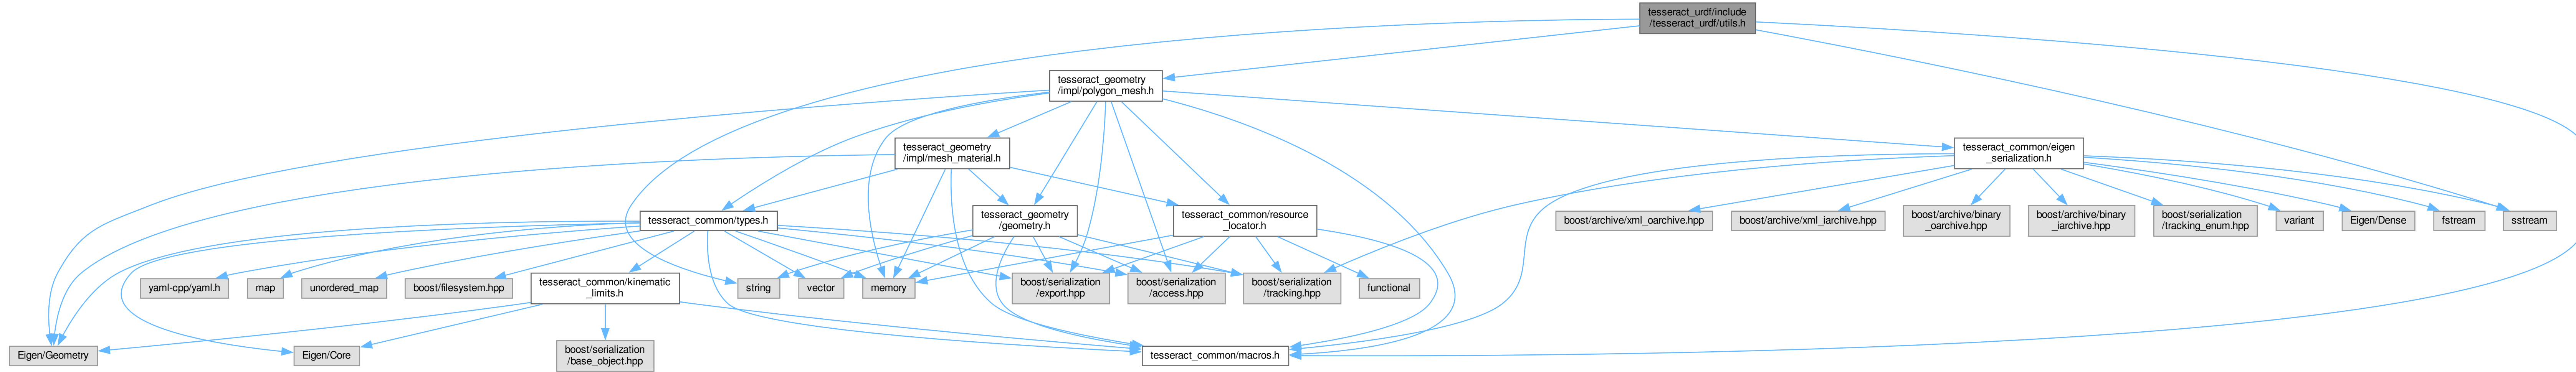 tesseract_urdf/include
/tesseract_urdf/utils.h
tesseract_geometry
/impl/polygon_mesh.h
tesseract_geometry
/impl/mesh_material.h
tesseract_common/eigen
_serialization.h
tesseract_common/types.h
tesseract_geometry
/geometry.h
tesseract_common/resource
_locator.h
boost/archive/xml_oarchive.hpp
boost/archive/xml_iarchive.hpp
boost/archive/binary
_oarchive.hpp
boost/archive/binary
_iarchive.hpp
boost/serialization
/tracking_enum.hpp
variant
Eigen/Dense
fstream
sstream
yaml-cpp/yaml.h
map
unordered_map
boost/filesystem.hpp
tesseract_common/kinematic
_limits.h
string
vector
memory
boost/serialization
/export.hpp
boost/serialization
/access.hpp
boost/serialization
/tracking.hpp
functional
Eigen/Geometry
Eigen/Core
boost/serialization
/base_object.hpp
tesseract_common/macros.h